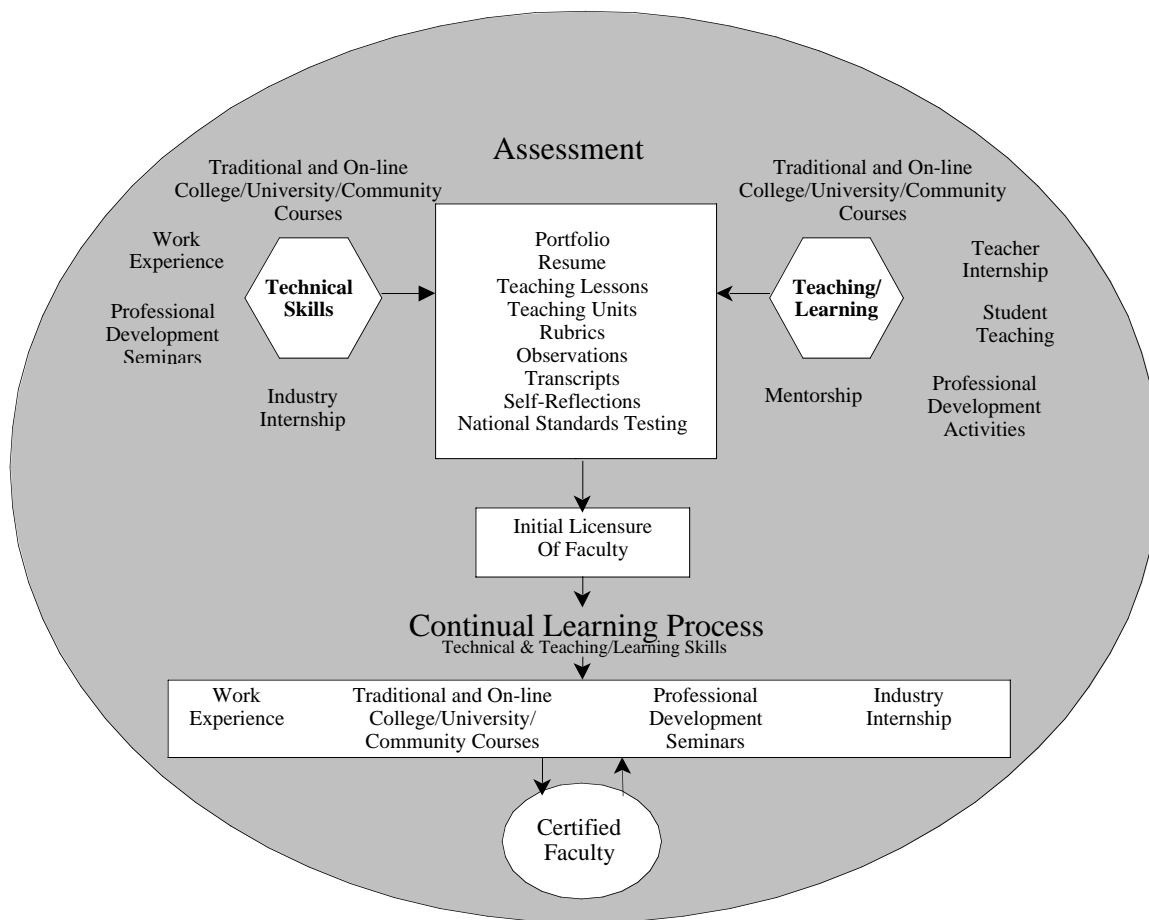 Assessment
Traditional and On-line
College/University/Community
Courses
Work
Experience
Technical
Skills
Professional
Development
Seminars
Industry
Internship
Portfolio
Resume
Teaching Lessons
Teaching Units
Rubrics
Observations
Transcripts
Self-Reflections
National Standards Testing
Traditional and On-line
College/University/Community
Courses
Teaching/
Learning
Teacher
Internship
Student
Teaching
Mentorship
Professional
Development
Activities
Initial Licensure
Of Faculty
Continual Learning Process
Technical & Teaching/Learning Skills
Work
Experience
Traditional and On-line
College/University/
Community Courses
Professional
Development
Seminars
Industry
Internship
Certified
Faculty